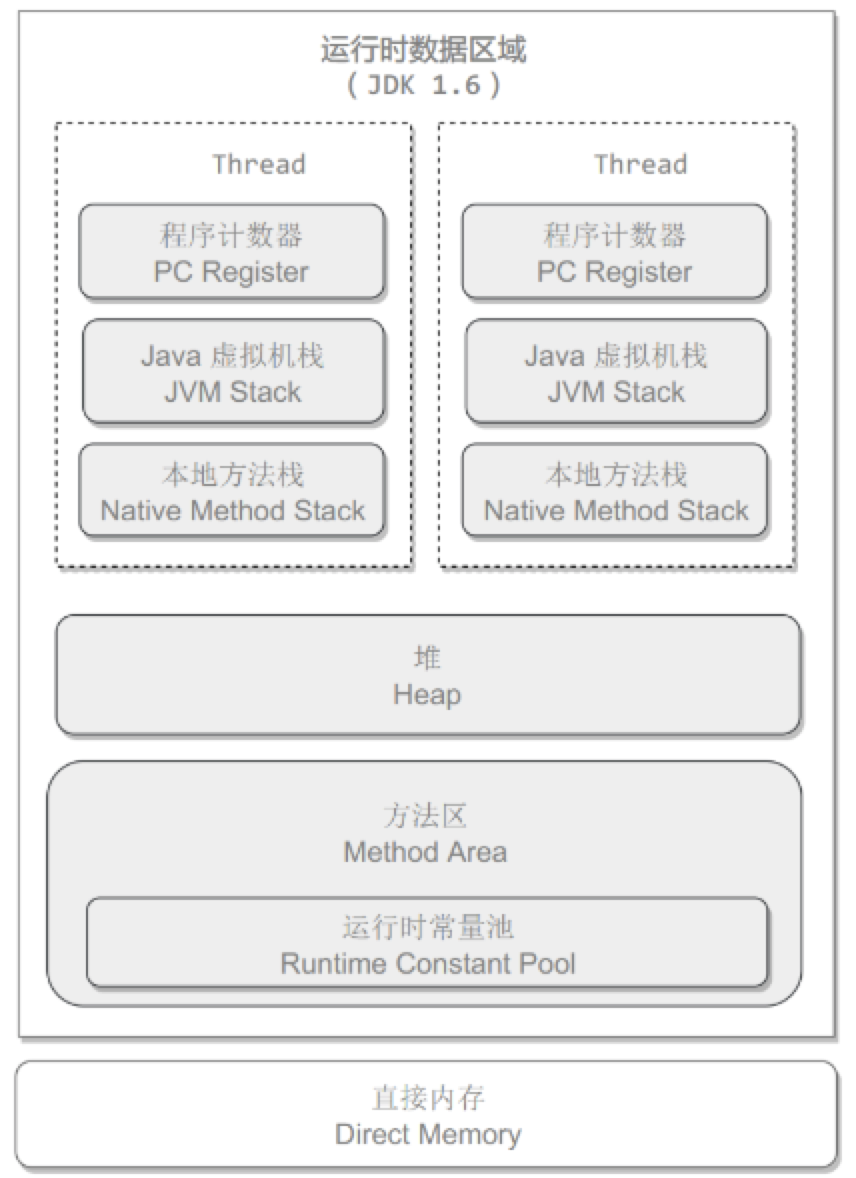 运行时数据区域
( JDK 1.6 )
Thread
程序计数器
PC Register
Java 虚拟机栈
JVM Stack
本地方法栈
Native Method Stack
Thread
程序计数器
PC Register
Java 虚拟机栈
JVM Stack
本地方法栈
Native Method Stack
堆
Heap
方法区
Method Area
运行时常量池
Runtime Constant Pool
直接内存
Direct Memory